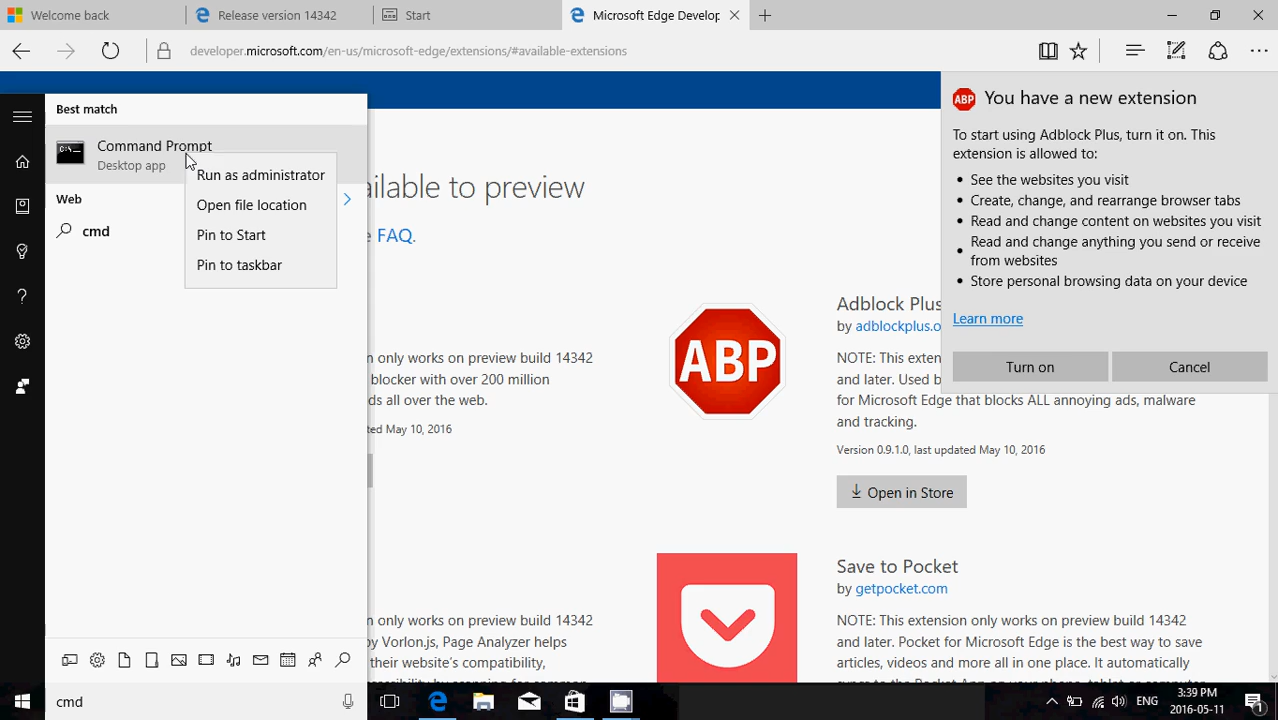 Welcome back
Release version 14342
Start
Microsoft Edge Develop
developer.microsoft.com/en-us/microsoft-edge/extensions/#available-extensions
Best match
Command Prompt
Desktop app
Run as administrator
Open file location
Pin to Start
Pin to taskbar
Web
cmd
ailable to preview
e FAQ.
n only works on preview build 14342
blocker with over 200 million
ds all over the web.
ted May 10, 2016
ABP
Adblock Plus
by adblockplus.o
NOTE: This exten
and later. Used b
for Microsoft Edge that blocks ALL annoying ads, malware
and tracking.
Version 0.9.1.0, last updated May 10, 2016
Open in Store
ABP
You have a new extension
To start using Adblock Plus, turn it on. This
extension is allowed to:
• See the websites you visit
• Create, change, and rearrange browser tabs
• Read and change content on websites you visit
• Read and change anything you send or receive
from websites
• Store personal browsing data on your device
Learn more
Turn on
Cancel
on only works on preview build 14342
by Vorlon.js, Page Analyzer helps
their website's compatibility,
Save to Pocket
by getpocket.com
NOTE: This extension only works on preview build 14342
and later. Pocket for Microsoft Edge is the best way to save
articles, videos and more all in one place. It automatically
cmd
ENG
3:39 PM
2016-05-11
1